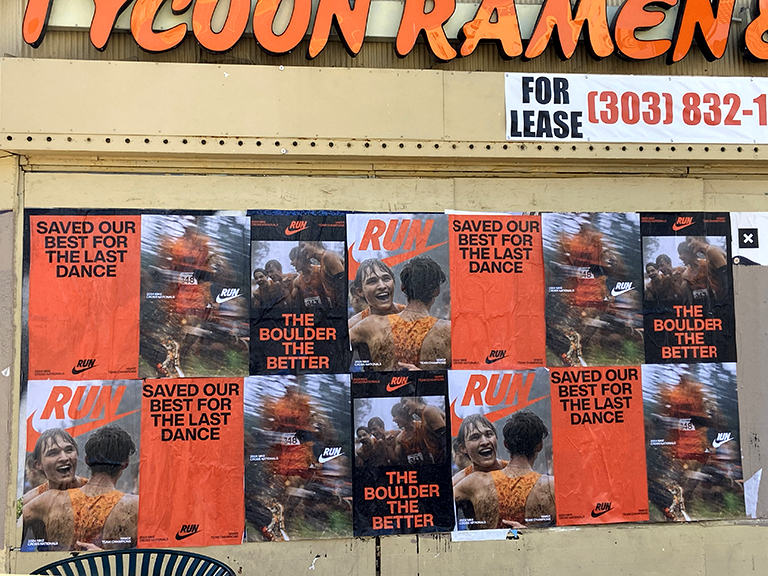 TYCOON RAMEN &
FOR
LEASE
(303) 832-1
SAVED OUR
BEST FOR
THE LAST
DANCE
RUN
RUN
RUN
THE
BOULDER
THE
BETTER
RUN
SAVED OUR
BEST FOR
THE LAST
DANCE
RUN
RUN
RUN
THE
BOULDER
THE
BETTER
RUN
SAVED OUR
BEST FOR
THE LAST
DANCE
RUN
RUN
RUN
THE
BOULDER
THE
BETTER
RUN
SAVED OUR
BEST FOR
THE LAST
DANCE
RUN
RUN